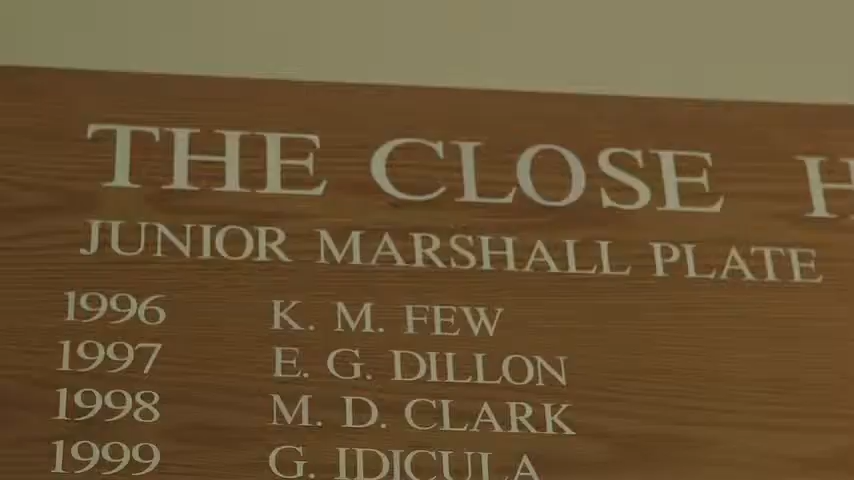 THE CLOSE H
JUNIOR MARSHALL PLATE
1996 K. M. FEW
1997 E. G. DILLON
1998 M. D. CLARK
1999 G. IDICULA